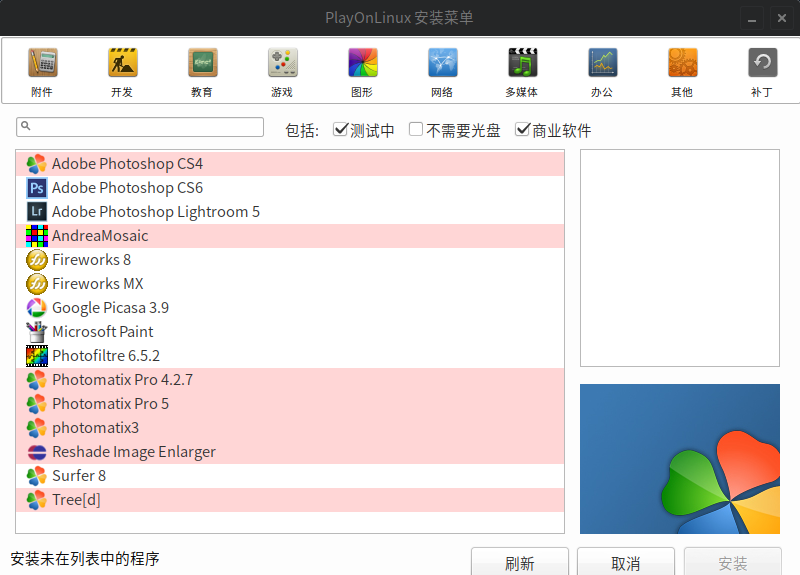 PlayOnLinux 安装菜单
附件 开发 教育 游戏 图形 网络 多媒体 办公 其他 补丁
包括: 测试中 不需要光盘 商业软件
Adobe Photoshop CS4
Ps Adobe Photoshop CS6
Lr Adobe Photoshop Lightroom 5
AndreaMosaic
Fireworks 8
Fireworks MX
Google Picasa 3.9
Microsoft Paint
Photofiltre 6.5.2
Photomatix Pro 4.2.7
Photomatix Pro 5
photomatix3
Reshade Image Enlarger
Surfer 8
Tree[d]
安装未在列表中的程序
刷新 取消 安装